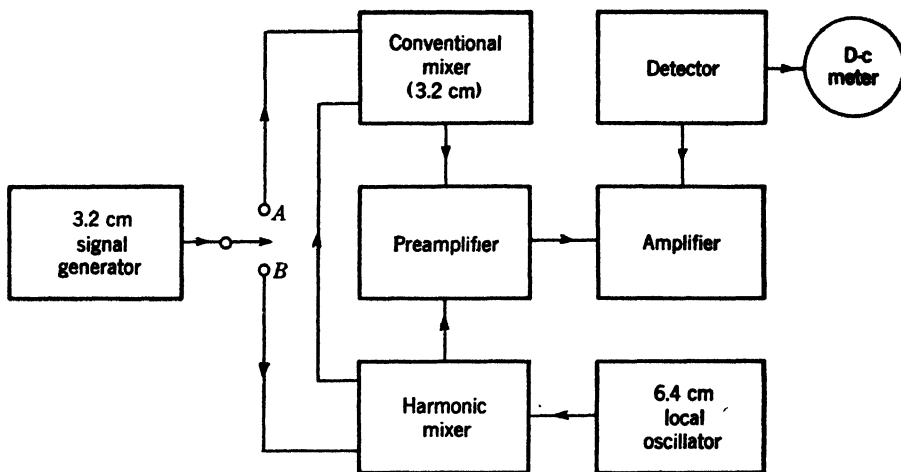 Conventional
mixer
(3.2 cm)
Detector
D-c
meter
3.2 cm
signal
generator
A
B
Preamplifier
Amplifier
Harmonic
mixer
6.4 cm
local
oscillator